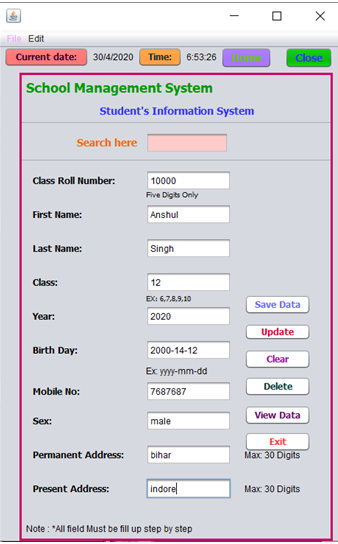 File Edit
Current date: 30/4/2020 Time: 6:53:26 Home Close
School Management System
Student's Information System
Search here
Class Roll Number: 10000
Five Digits Only
First Name: Anshul
Last Name: Singh
Class: 12
EX: 6,7,8,9,10
Save Data
Year: 2020
Update
Birth Day: 2000-14-12
Clear
Ex: yyyy-mm-dd
Delete
Mobile No: 7687687
View Data
Sex: male
Exit
Permanent Address: bihar Max: 30 Digits
Present Address: indore Max: 30 Digits
Note : *All field Must be fill up step by step